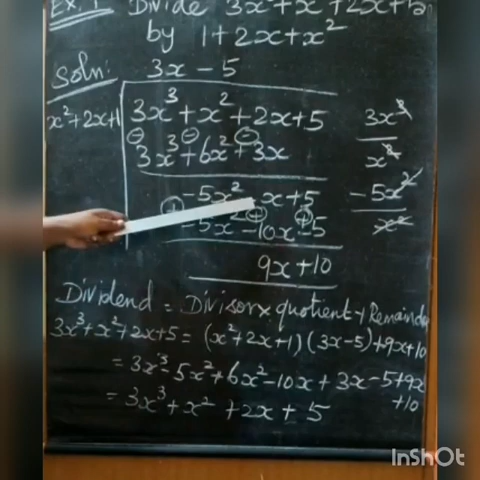 Ex. 1 Divide 3x³+x²+2x+5
by 1+2x+x²
Soln: 3x - 5
x²+2x+1 3x³+x²+2x+5 3x³
⊖ ⊖ ⊖
3x³+6x²+3x x²
-5x² -x+5 -5x²
⊕ ⊕ ⊕
-5x² -10x -5 x²
9x+10
Dividend = Divisor x quotient + Remainder
3x³+x²+2x+5 = (x²+2x+1)(3x-5)+9x+10
= 3x³-5x²+6x²-10x+3x-5+9x
+10
= 3x³+x²+2x+5
InShOt